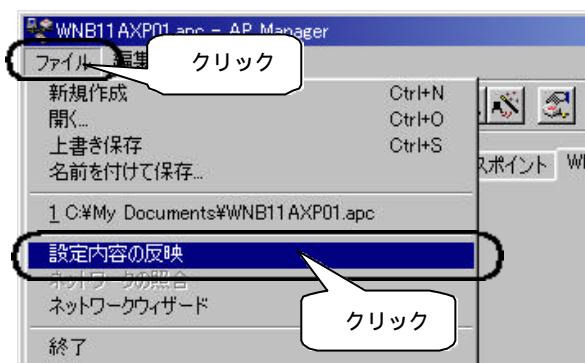 WNB11AXP01.apc - AP Manager
ファイル 編集
クリック
新規作成 Ctrl+N
開く... Ctrl+O
上書き保存 Ctrl+S
名前を付けて保存...
スポイント WI
1 C:¥My Documents¥WNB11AXP01.apc
設定内容の反映
ネットワークの照合
ネットワークウィザード
クリック
終了